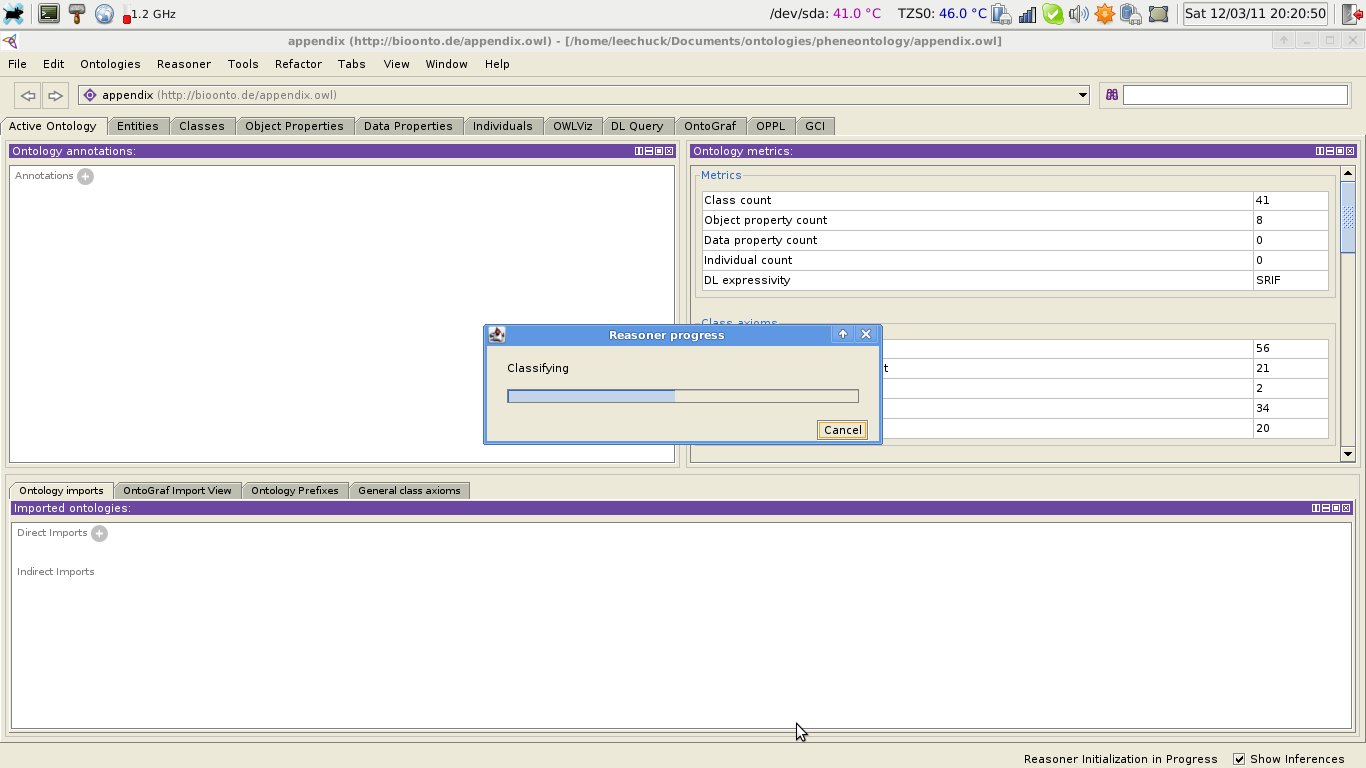 1.2 GHz /dev/sda: 41.0 °C TZS0: 46.0 °C Sat 12/03/11 20:20:50
appendix (http://bioonto.de/appendix.owl) - [/home/leechuck/Documents/ontologies/pheneontology/appendix.owl]
File Edit Ontologies Reasoner Tools Refactor Tabs View Window Help
appendix (http://bioonto.de/appendix.owl)
Active Ontology Entities Classes Object Properties Data Properties Individuals OWLViz DL Query OntoGraf OPPL GCI
Ontology annotations:
Annotations
Ontology metrics:
Metrics
Class count 41
Object property count 8
Data property count 0
Individual count 0
DL expressivity SRIF
Class axioms
56
t 21
2
34
20
Reasoner progress
Classifying
Cancel
Ontology imports OntoGraf Import View Ontology Prefixes General class axioms
Imported ontologies:
Direct Imports
Indirect Imports
Reasoner Initialization in Progress Show Inferences